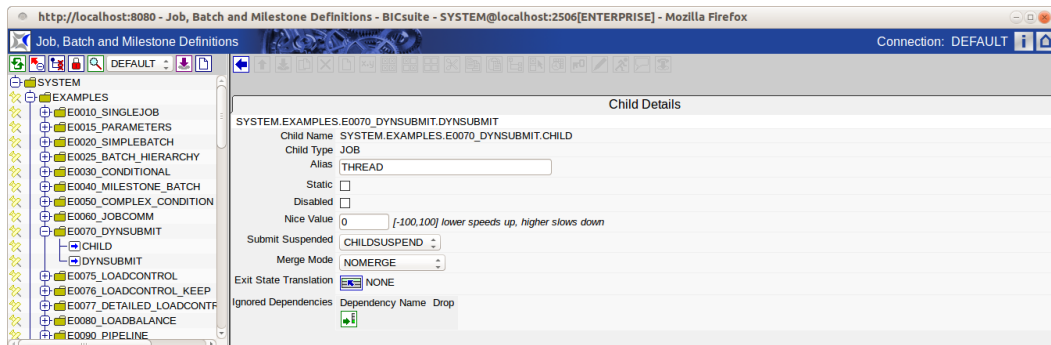 http://localhost:8080 - Job, Batch and Milestone Definitions - BICsuite - SYSTEM@localhost:2506[ENTERPRISE] - Mozilla Firefox
Job, Batch and Milestone Definitions
Connection: DEFAULT
DEFAULT
SYSTEM
EXAMPLES
E0010_SINGLEJOB
E0015_PARAMETERS
E0020_SIMPLEBATCH
E0025_BATCH_HIERARCHY
E0030_CONDITIONAL
E0040_MILESTONE_BATCH
E0050_COMPLEX_CONDITION
E0060_JOBCOMM
E0070_DYNSUBMIT
CHILD
DYNSUBMIT
E0075_LOADCONTROL
E0076_LOADCONTROL_KEEP
E0077_DETAILED_LOADCONTR
E0080_LOADBALANCE
E0090_PIPELINE
Child Details
SYSTEM.EXAMPLES.E0070_DYNSUBMIT.DYNSUBMIT
Child Name SYSTEM.EXAMPLES.E0070_DYNSUBMIT.CHILD
Child Type JOB
Alias THREAD
Static
Disabled
Nice Value 0 [-100,100] lower speeds up, higher slows down
Submit Suspended CHILDSUSPEND
Merge Mode NOMERGE
Exit State Translation NONE
Ignored Dependencies Dependency Name Drop